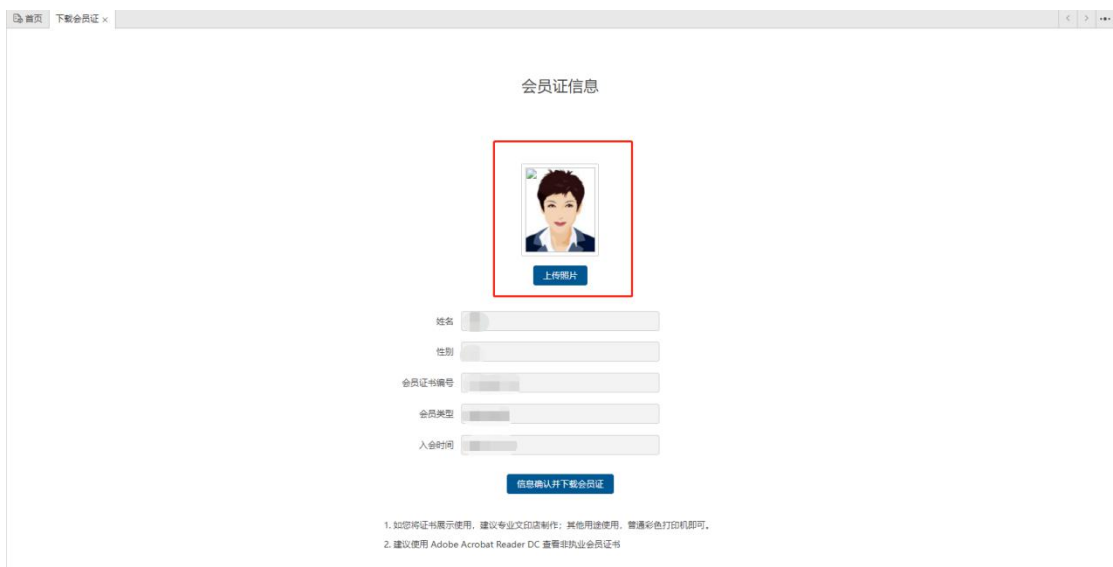 首页 下载会员证 ×
会员证信息
上传照片
姓名
性别
会员证书编号
会员类型
入会时间
信息确认并下载会员证
1. 如您将证书展示使用，建议专业文印店制作；其他用途使用，普通彩色打印机即可。
2. 建议使用 Adobe Acrobat Reader DC 查看非执业会员证书